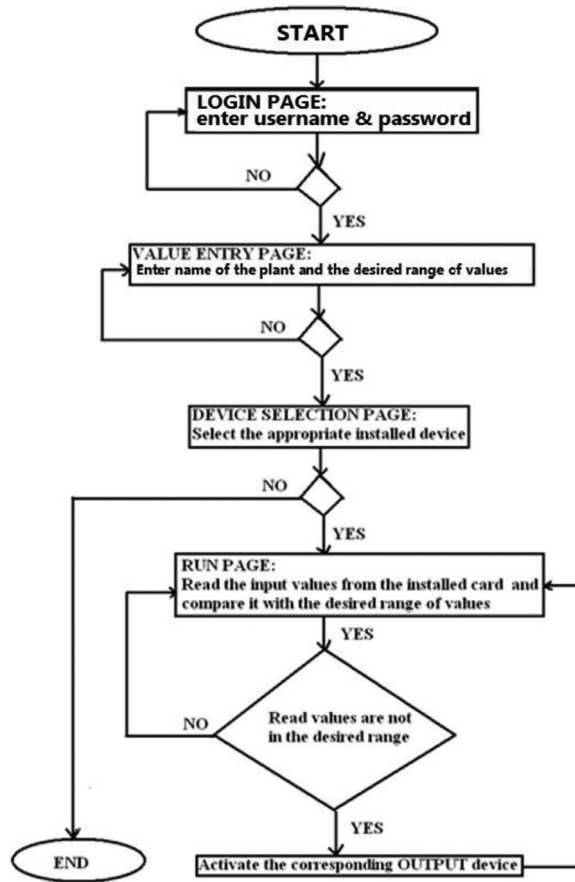 START
LOGIN PAGE:
enter username & password
NO
YES
VALUE ENTRY PAGE:
Enter name of the plant and the desired range of values
NO
YES
DEVICE SELECTION PAGE:
Select the appropriate installed device
NO
YES
RUN PAGE:
Read the input values from the installed card and
compare it with the desired range of values
YES
Read values are not
in the desired range
NO
YES
END
Activate the corresponding OUTPUT device